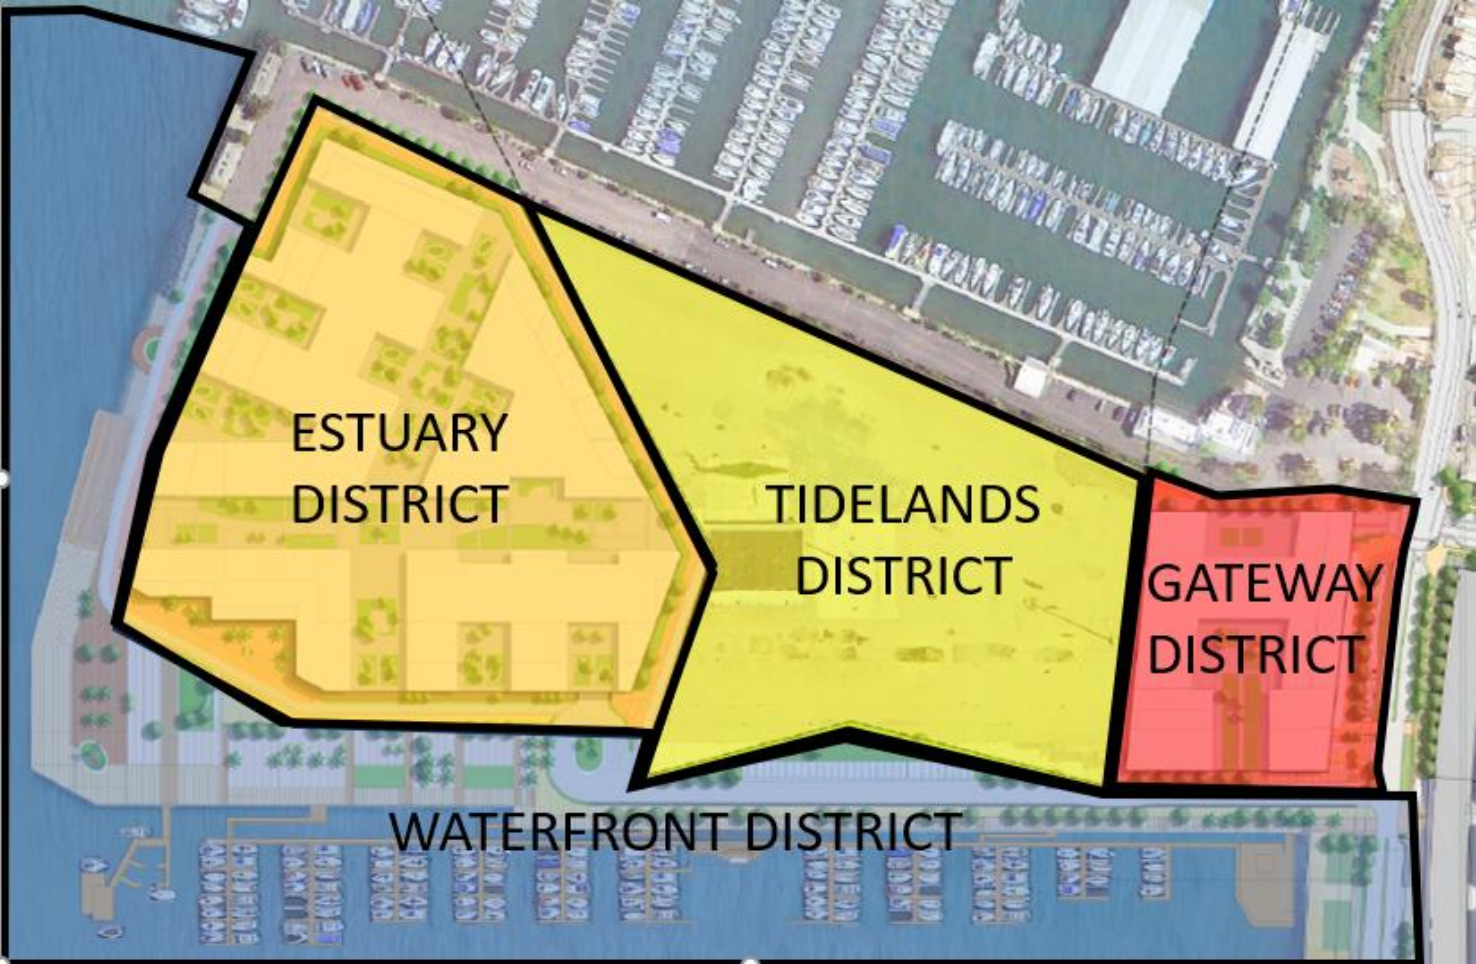 ESTUARY
DISTRICT
TIDELANDS
DISTRICT
GATEWAY
DISTRICT
WATERFRONT DISTRICT